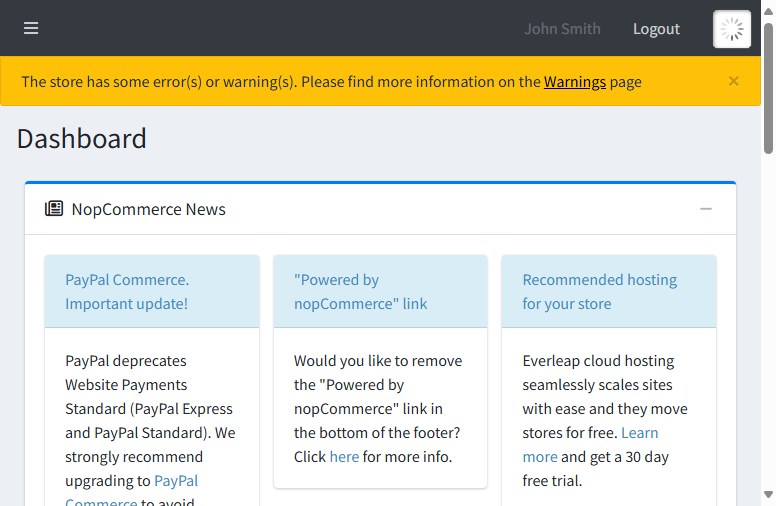 John Smith Logout
The store has some error(s) or warning(s). Please find more information on the Warnings page ×
Dashboard
NopCommerce News
PayPal Commerce.
Important update!
PayPal deprecates
Website Payments
Standard (PayPal Express
and PayPal Standard). We
strongly recommend
upgrading to PayPal
Commerce to avoid
"Powered by
nopCommerce" link
Would you like to remove
the "Powered by
nopCommerce" link in
the bottom of the footer?
Click here for more info.
Recommended hosting
for your store
Everleap cloud hosting
seamlessly scales sites
with ease and they move
stores for free. Learn
more and get a 30 day
free trial.